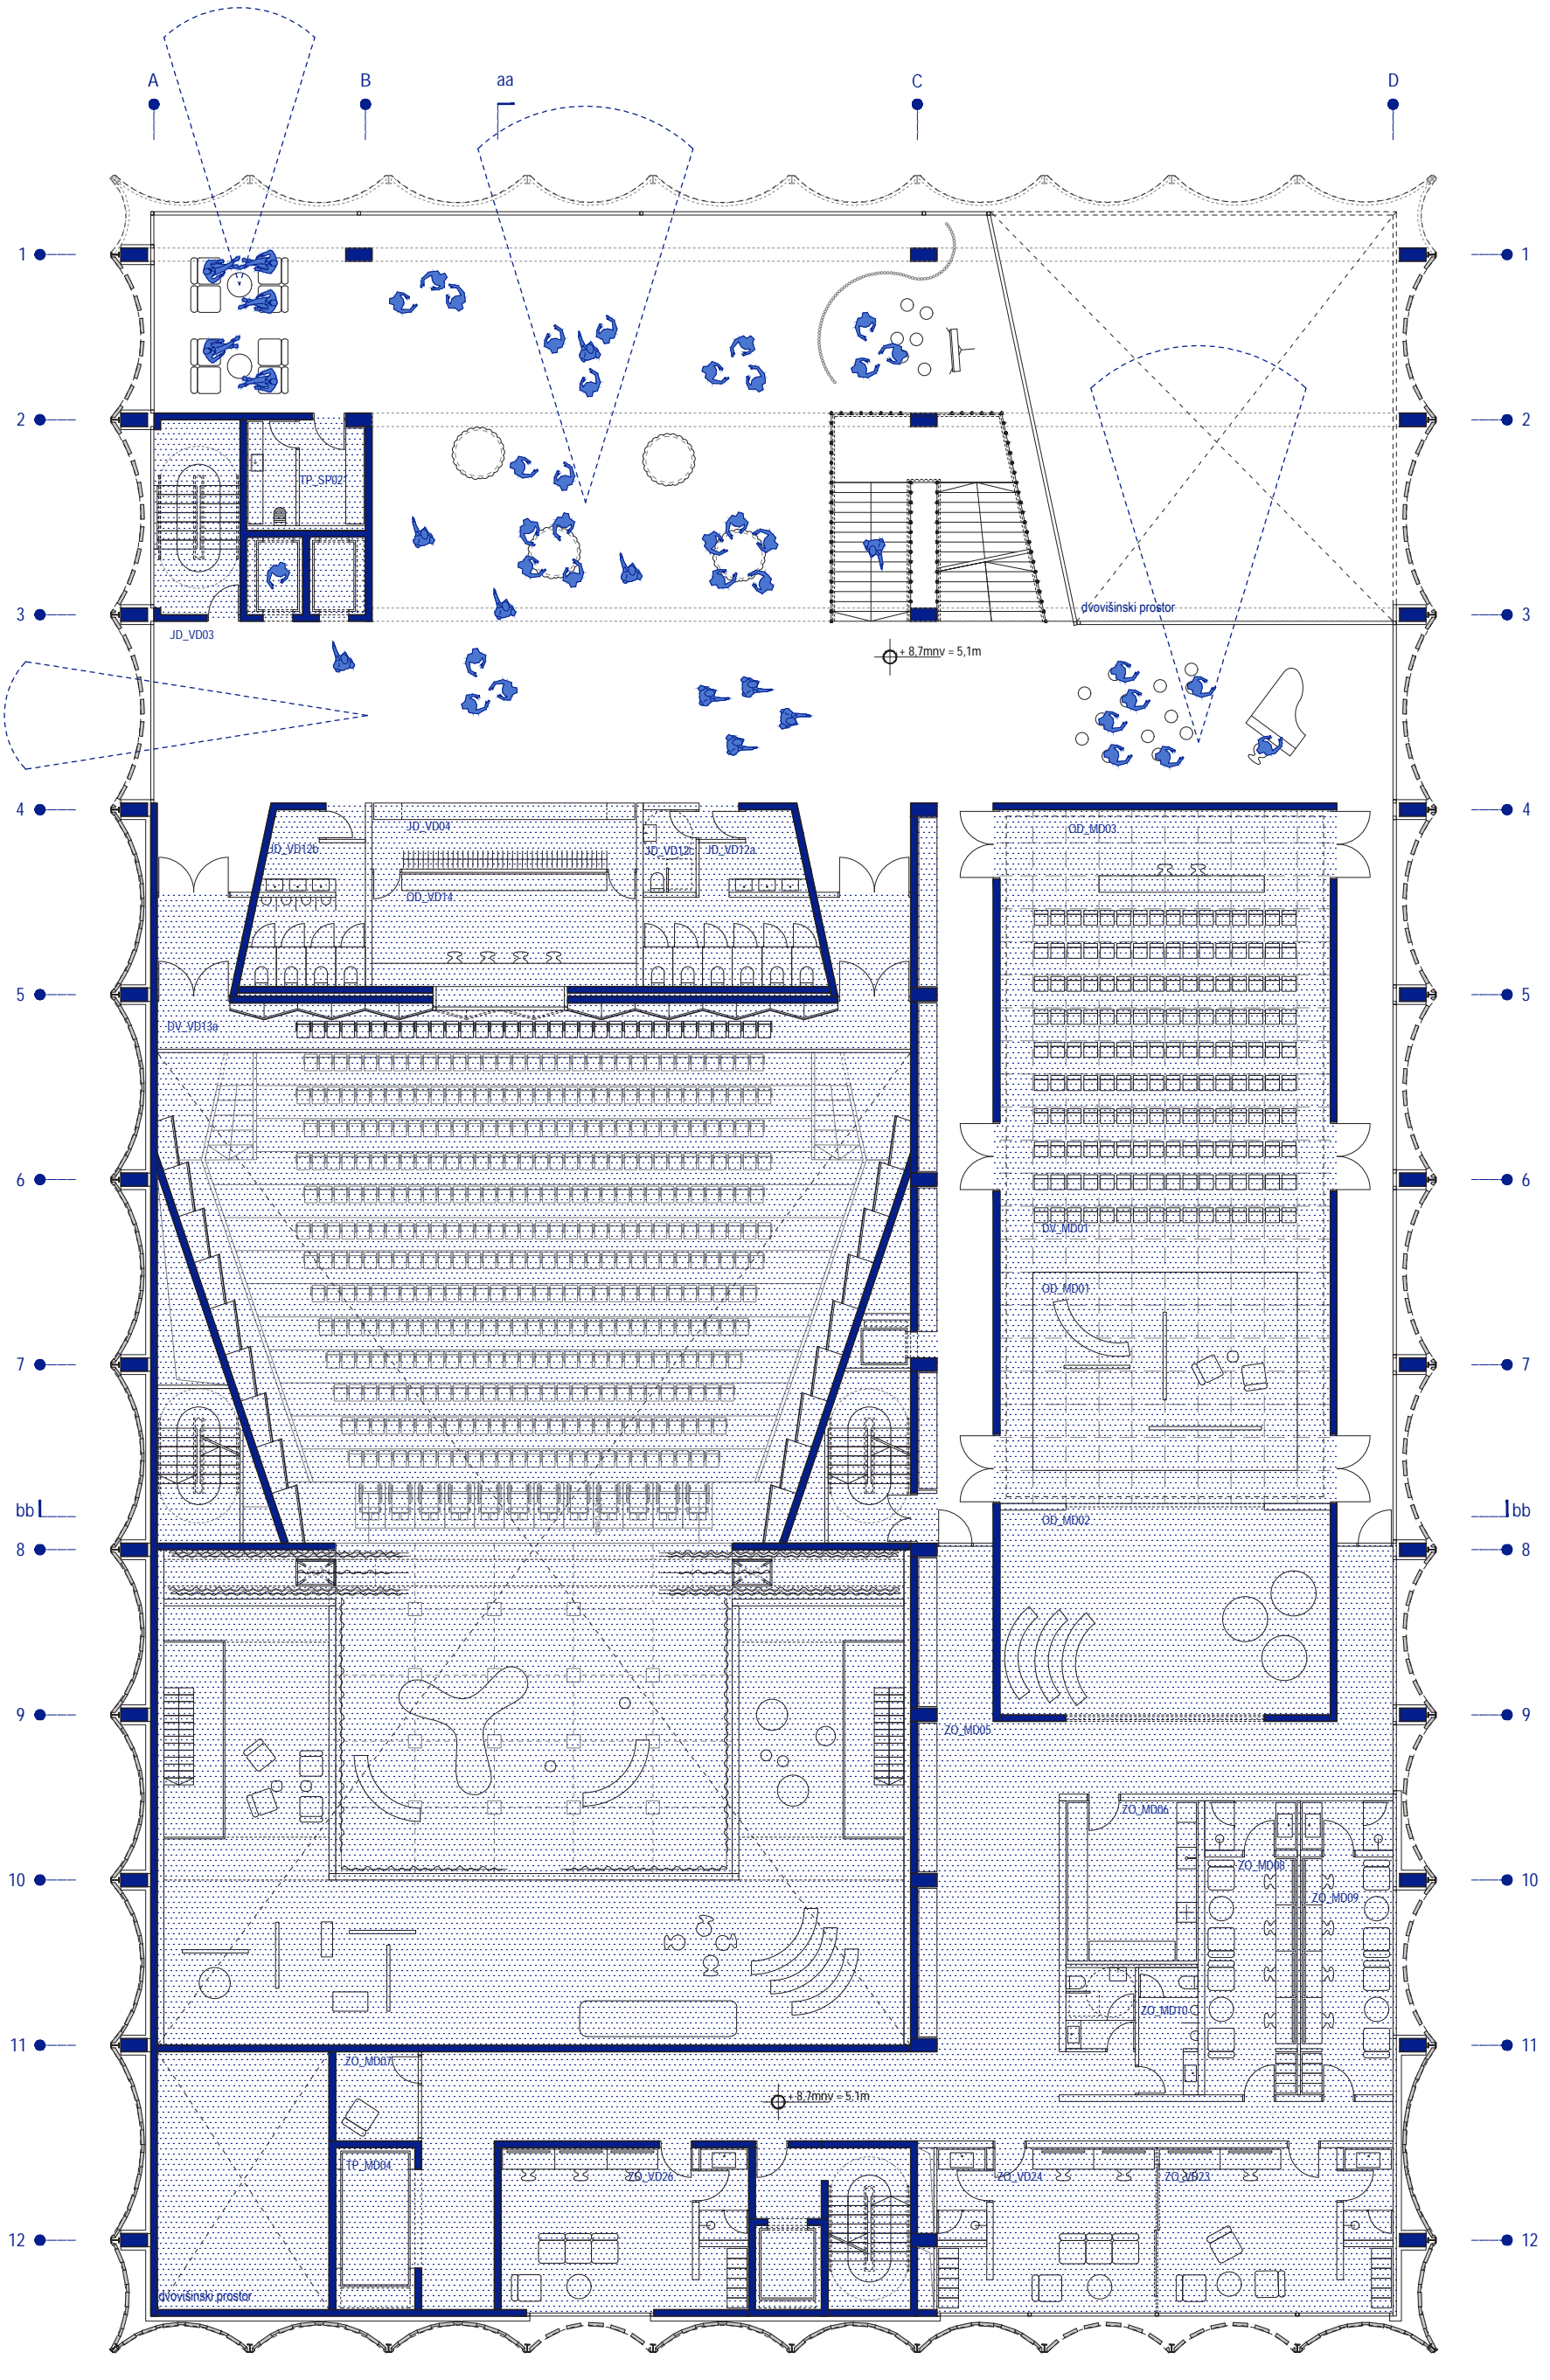 A B aa C D
1 1
2 2
TP_SP02
3 3
dvovišinski prostor
JD_VD03
+ 8,7mnv = 5,1m
4 4
JD_VD04
OD_MD03
JD_VD12b
JD_VD12c
JD_VD12a
OD_VD14
5 5
DV_VD13a
6 6
DV_MD01
OD_MD01
7 7
bb bb
OD_MD02
8 8
9 9
ZO_MD05
ZO_MD06
ZO_MD08
10 10
ZO_MD09
ZO_MD10
11 11
ZO_MD07
+ 8,7mnv = 5,1m
TP_MD04
ZO_VD26
ZO_VD24
ZO_VD23
12 12
dvovišinski prostor